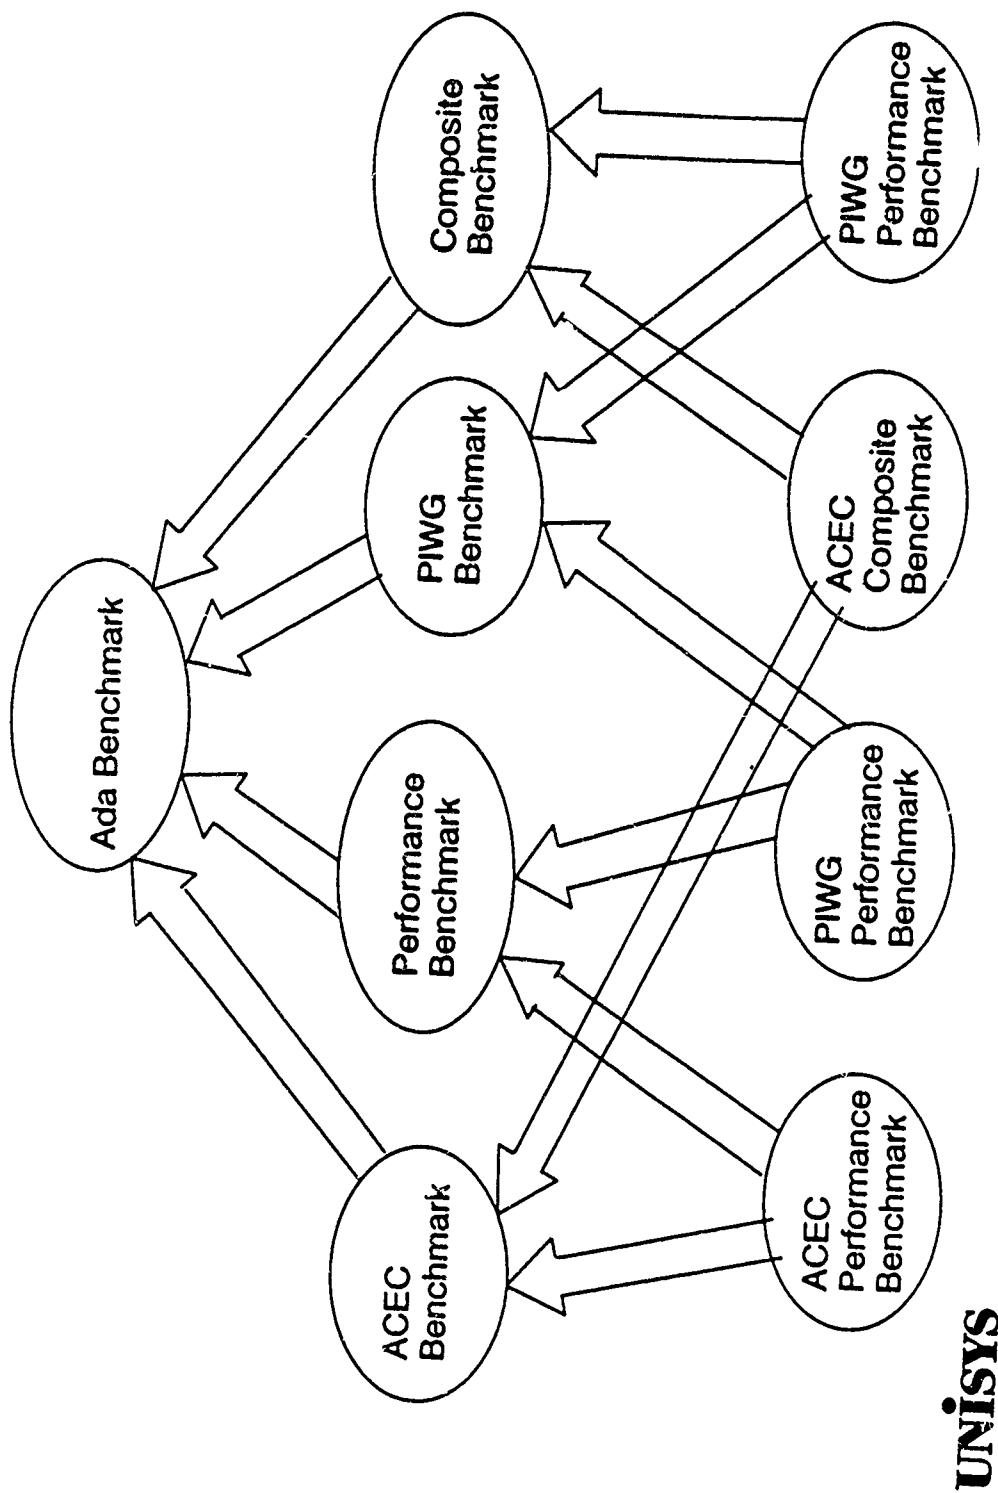 Ada Benchmark
ACEC
Benchmark
Performance
Benchmark
PIWG
Benchmark
Composite
Benchmark
ACEC
Performance
Benchmark
PIWG
Performance
Benchmark
ACEC
Composite
Benchmark
PIWG
Performance
Benchmark
UNISYS